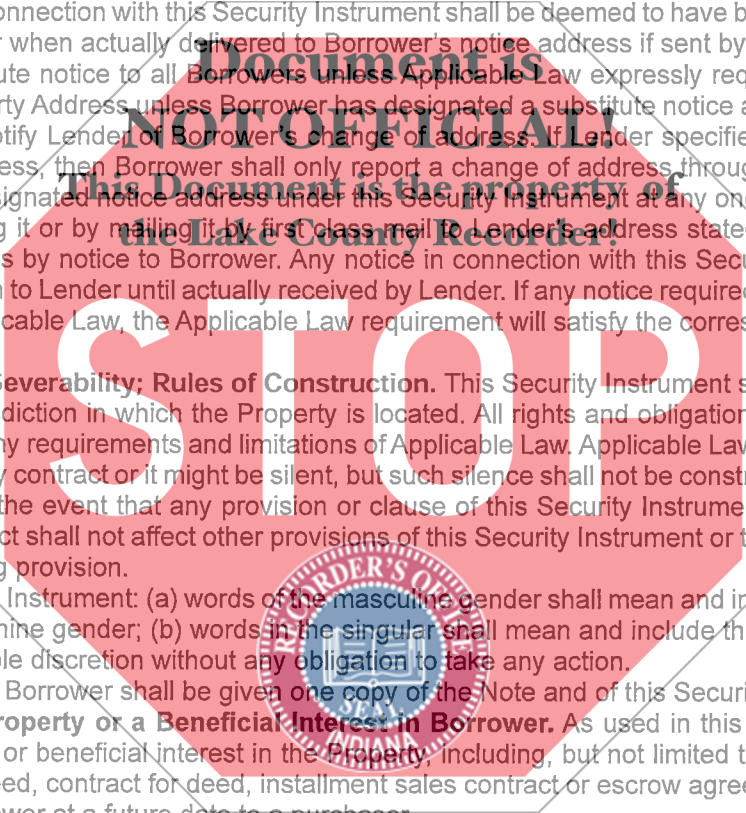 onnection with this Security Instrument shall be deemed to have b
r when actually delivered to Borrower's notice address if sent by
Document is
ute notice to all Borrowers unless Applicable Law expressly req
rty Address unless Borrower has designated a substitute notice a
NOT OFFICIAL!
otify Lender of Borrower's change of address. If Lender specifie
ess, then Borrower shall only report a change of address throug
This Document is the property of
signated notice address under this Security Instrument at any on
g it or by mailing it by first class mail to Lender's address state
the Lake County Recorder!
s by notice to Borrower. Any notice in connection with this Secu
n to Lender until actually received by Lender. If any notice require
icable Law, the Applicable Law requirement will satisfy the corres
STOP
Severability; Rules of Construction. This Security Instrument s
diction in which the Property is located. All rights and obligation
ny requirements and limitations of Applicable Law. Applicable Law
y contract or it might be silent, but such silence shall not be constr
the event that any provision or clause of this Security Instrume
ct shall not affect other provisions of this Security Instrument or t
g provision.
RECORDER'S OFFICE
Instrument: (a) words of the masculine gender shall mean and in
nine gender; (b) words in the singular shall mean and include th
le discretion without any obligation to take any action.
Borrower shall be given one copy of the Note and of this Securi
SEAL
roperty or a Beneficial Interest in Borrower. As used in this
INDIANA
or beneficial interest in the Property, including, but not limited t
ed, contract for deed, installment sales contract or escrow agree
ower at a future date to a purchaser